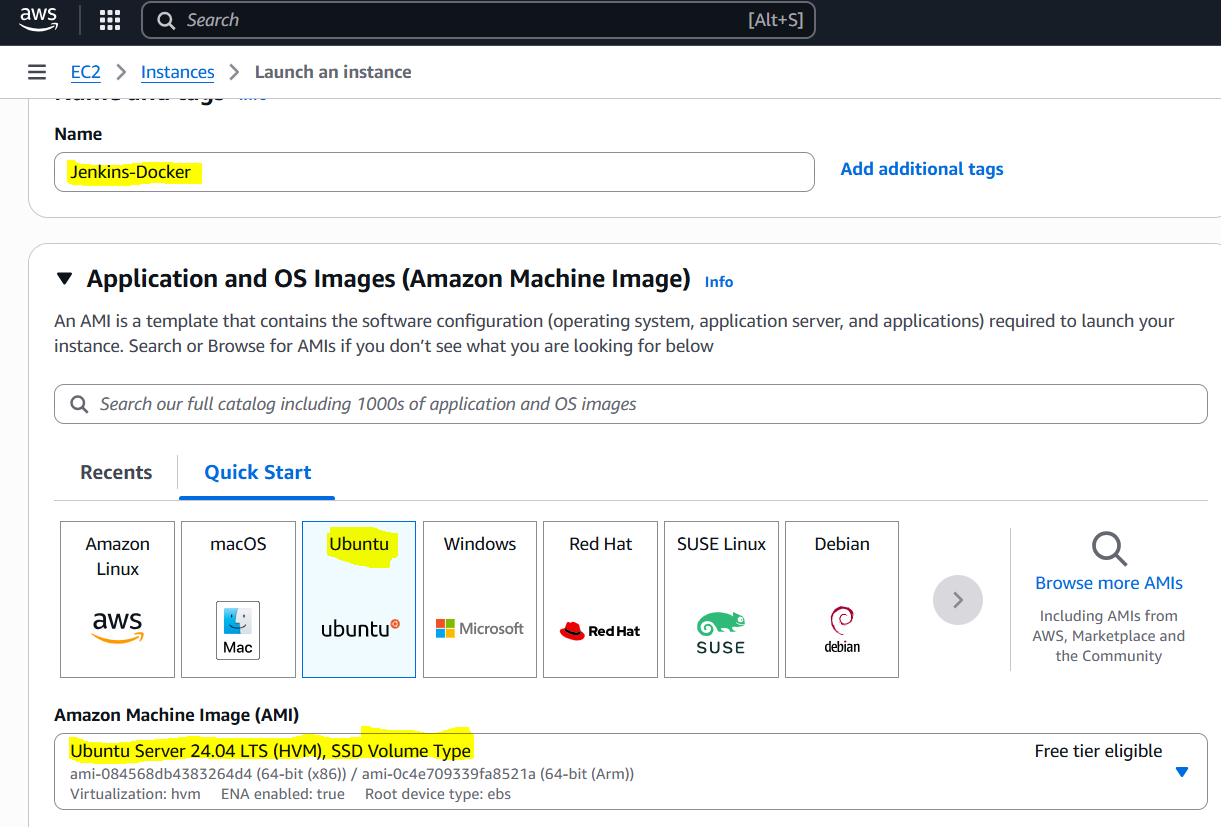 aws
Search [Alt+S]
EC2 > Instances > Launch an instance
Name and tags Info
Name
Jenkins-Docker
Add additional tags
Application and OS Images (Amazon Machine Image) Info
An AMI is a template that contains the software configuration (operating system, application server, and applications) required to launch your
instance. Search or Browse for AMIs if you don’t see what you are looking for below
Search our full catalog including 1000s of application and OS images
Recents
Quick Start
Amazon
Linux
aws
macOS
Mac
Ubuntu
ubuntu
Windows
Microsoft
Red Hat
Red Hat
SUSE Linux
SUSE
Debian
debian
Browse more AMIs
Including AMIs from
AWS, Marketplace and
the Community
Amazon Machine Image (AMI)
Ubuntu Server 24.04 LTS (HVM), SSD Volume Type
Free tier eligible
ami-084568db4383264d4 (64-bit (x86)) / ami-0c4e709339fa8521a (64-bit (Arm))
Virtualization: hvm ENA enabled: true Root device type: ebs